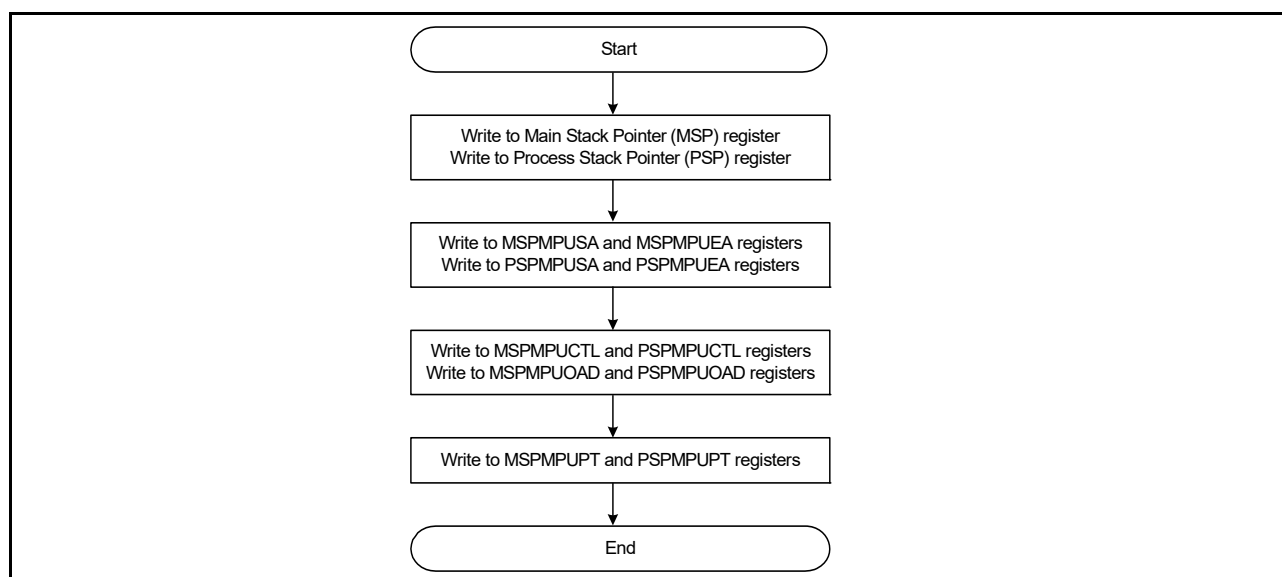 Start
Write to Main Stack Pointer (MSP) register
Write to Process Stack Pointer (PSP) register
Write to MSPMPUSA and MSPMPUEA registers
Write to PSPMPUSA and PSPMPUEA registers
Write to MSPMPUCTL and PSPMPUCTL registers
Write to MSPMPUOAD and PSPMPUOAD registers
Write to MSPMPUPT and PSPMPUPT registers
End